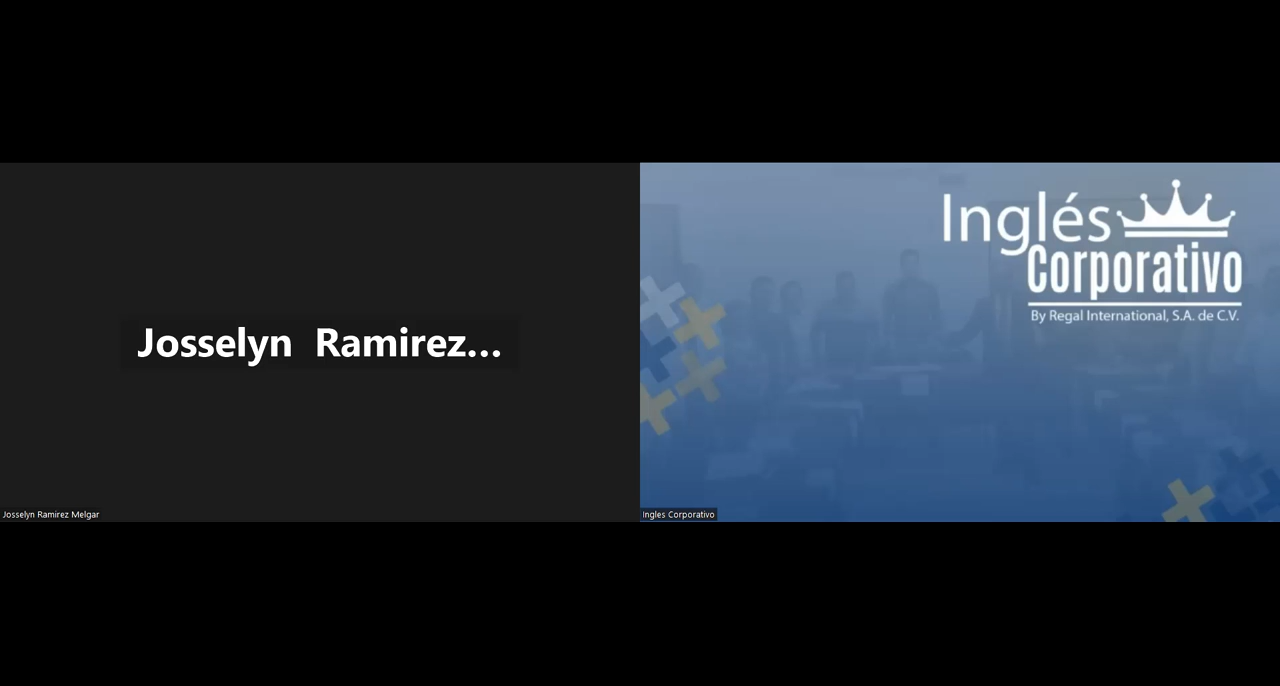 Josselyn Ramirez...
Josselyn Ramirez Melgar
Inglés
Corporativo
By Regal International, S.A. de C.V.
Ingles Corporativo